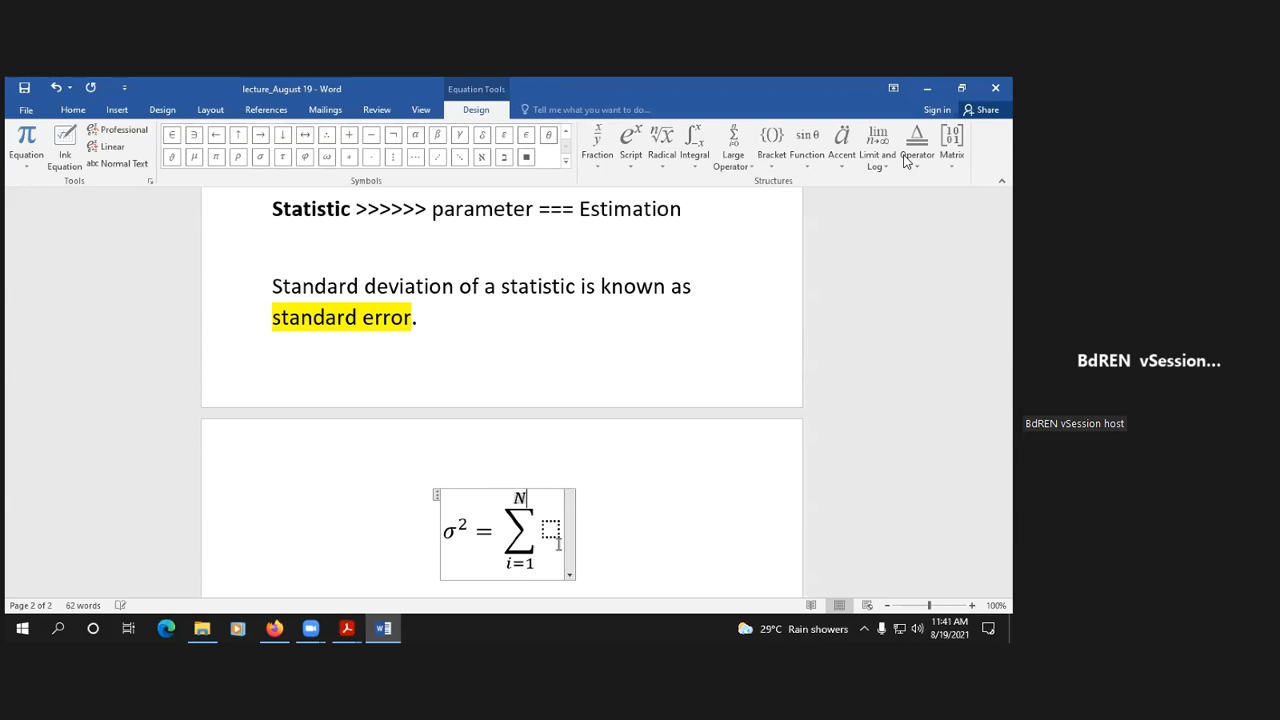 lecture_August 19 - Word
Equation Tools
File Home Insert Design Layout References Mailings Review View Design Tell me what you want to do... Sign in Share
π Equation Ink Equation Professional Linear abc Normal Text
∈ ∋ ← ↑ → ↓ ↔ ∴ + − ¬ α β γ δ ε ϵ θ
ϑ μ π ρ σ τ φ ω ∗ ∙ ⋮ ⋯ ℵ ℶ ■
Fraction Script Radical Integral Large Operator Bracket Function Accent Limit and Log Operator Matrix
Tools Symbols Structures
Statistic >>>>>> parameter === Estimation
Standard deviation of a statistic is known as
standard error.
N
σ² = ∑
i=1
BdREN vSession...
BdREN vSession host
Page 2 of 2 62 words 100%
29°C Rain showers 11:41 AM
8/19/2021